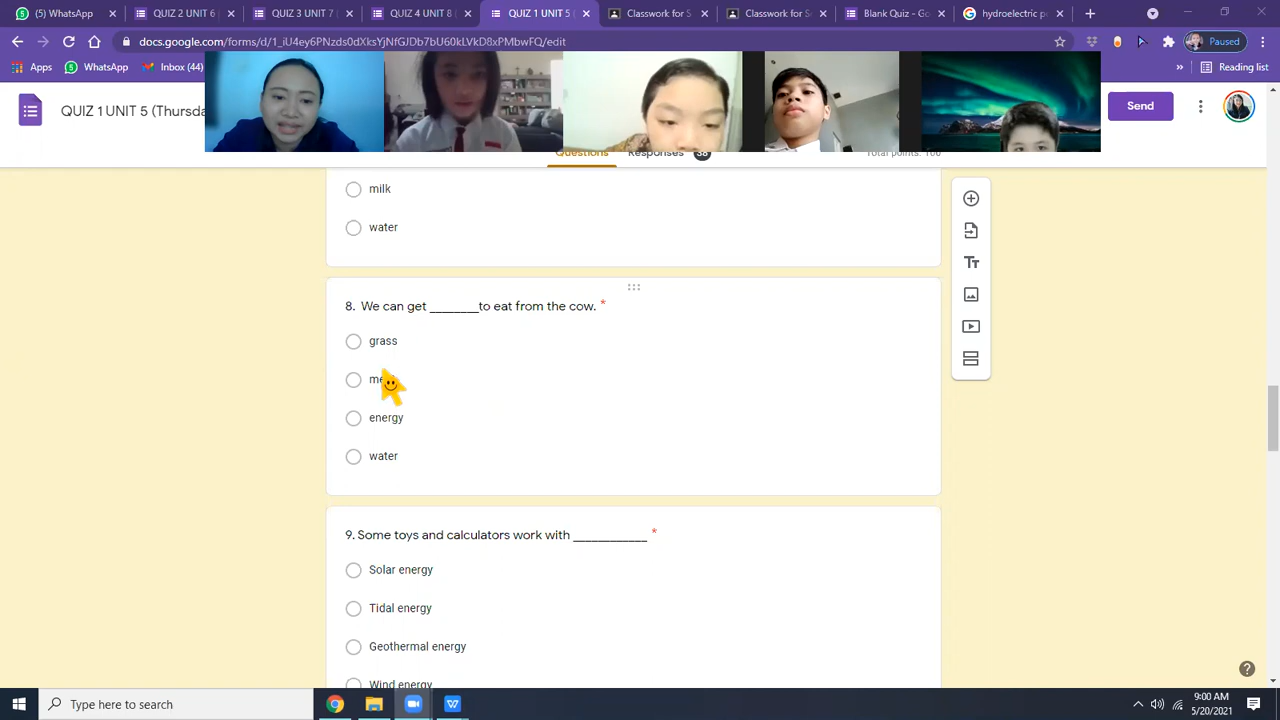 (5) WhatsApp
QUIZ 2 UNIT 6
QUIZ 3 UNIT 7 (
QUIZ 4 UNIT 8 (
QUIZ 1 UNIT 5 (
Classwork for S
Classwork for S
Blank Quiz - Go
hydroelectric p
docs.google.com/forms/d/1_iU4ey6PNzds0dXksYjNfGJDb7bU60kLVkD8xPMbwFQ/edit
Paused
Apps
WhatsApp
Inbox (44)
»
Reading list
QUIZ 1 UNIT 5 (Thursda
Send
Questions
Responses
38
Total points: 100
milk
water
8. We can get ________to eat from the cow. *
grass
energy
water
9. Some toys and calculators work with ____________ *
Solar energy
Tidal energy
Geothermal energy
Wind energy
Type here to search
9:00 AM
5/20/2021